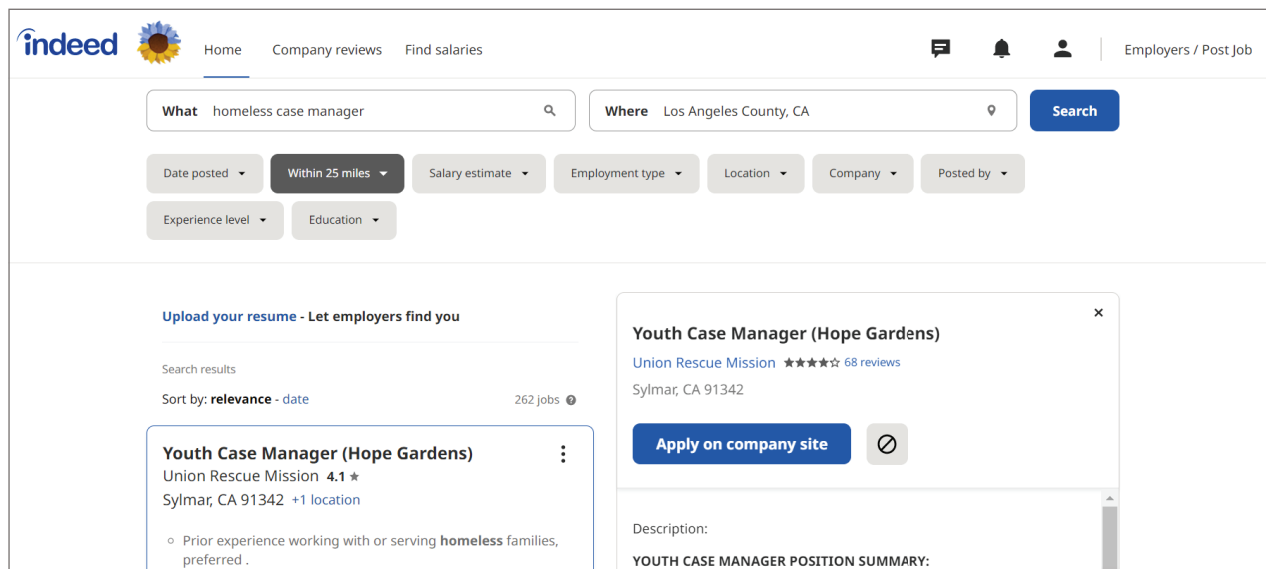 indeed
Home Company reviews Find salaries Employers / Post Job
What homeless case manager Where Los Angeles County, CA Search
Date posted Within 25 miles Salary estimate Employment type Location Company Posted by
Experience level Education
Upload your resume - Let employers find you
Search results
Sort by: relevance - date 262 jobs
Youth Case Manager (Hope Gardens)
Union Rescue Mission 4.1 ★
Sylmar, CA 91342 +1 location
Prior experience working with or serving homeless families,
preferred .
Youth Case Manager (Hope Gardens)
Union Rescue Mission ★★★★☆ 68 reviews
Sylmar, CA 91342
Apply on company site
Description:
YOUTH CASE MANAGER POSITION SUMMARY: